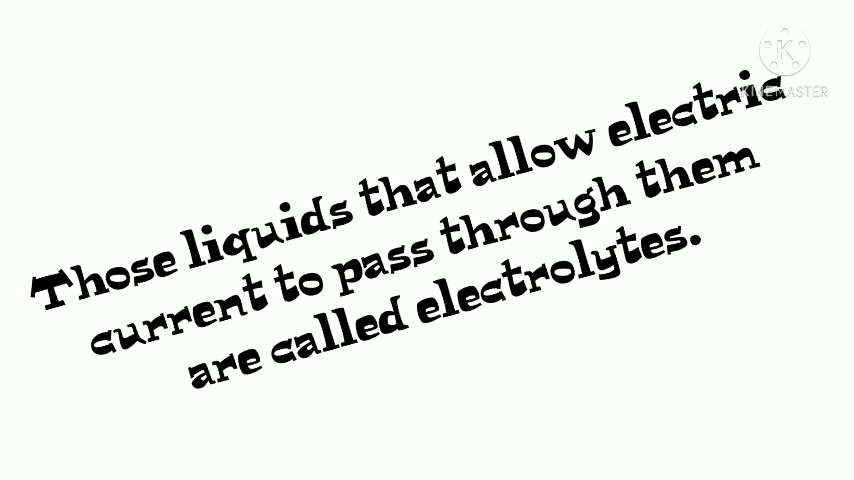 KINEMASTER
Those liquids that allow electric
current to pass through them
are called electrolytes.